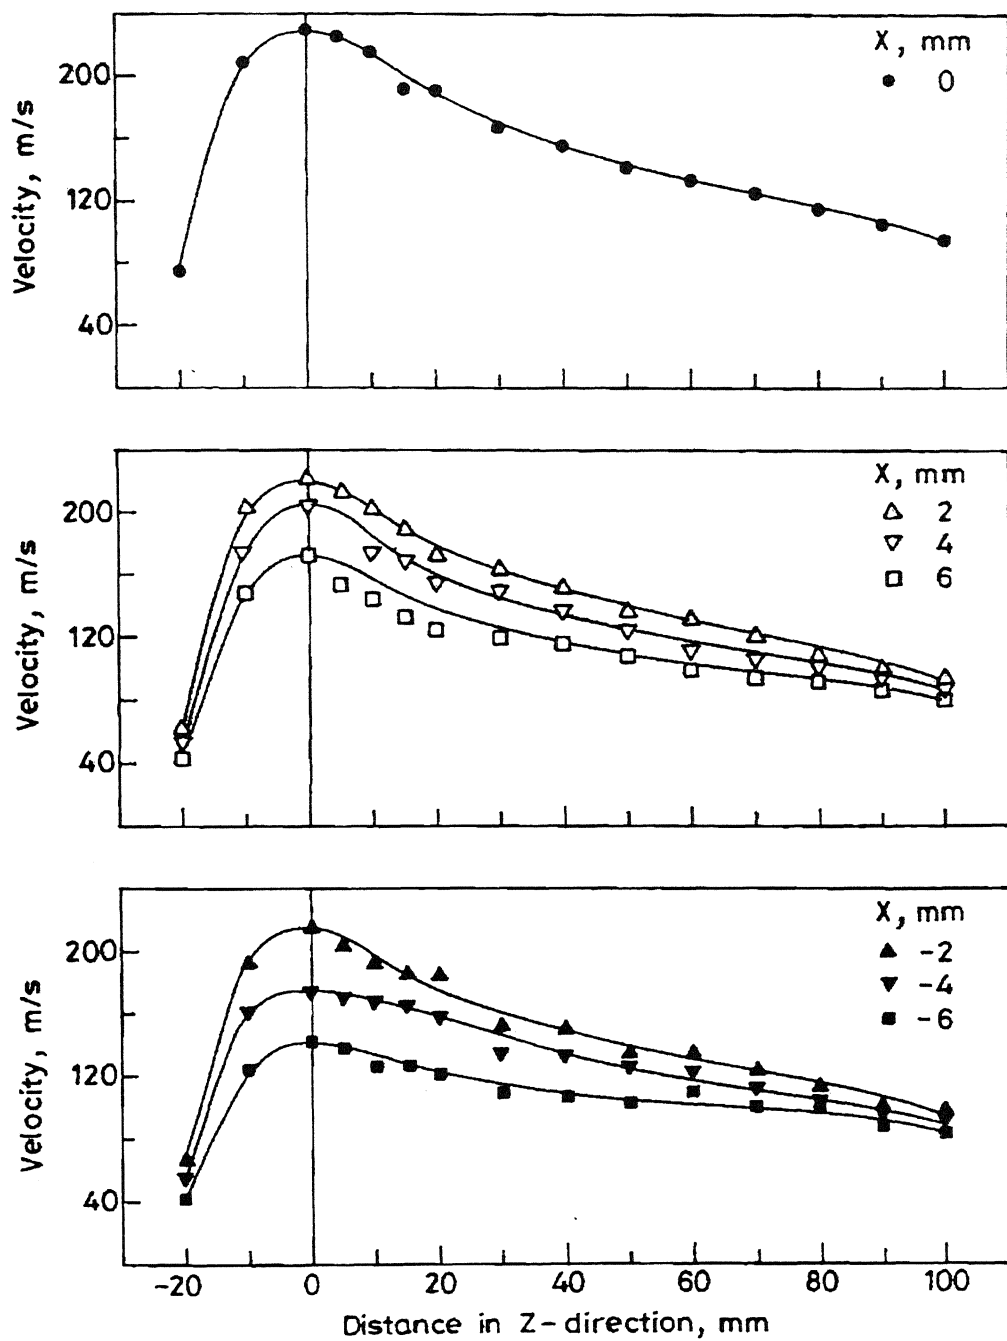 X, mm
● 0
200
120
40
Velocity, m/s
X, mm
△ 2
▽ 4
□ 6
200
120
40
Velocity, m/s
X, mm
▲ -2
▼ -4
■ -6
200
120
40
Velocity, m/s
-20 0 20 40 60 80 100
Distance in Z-direction, mm